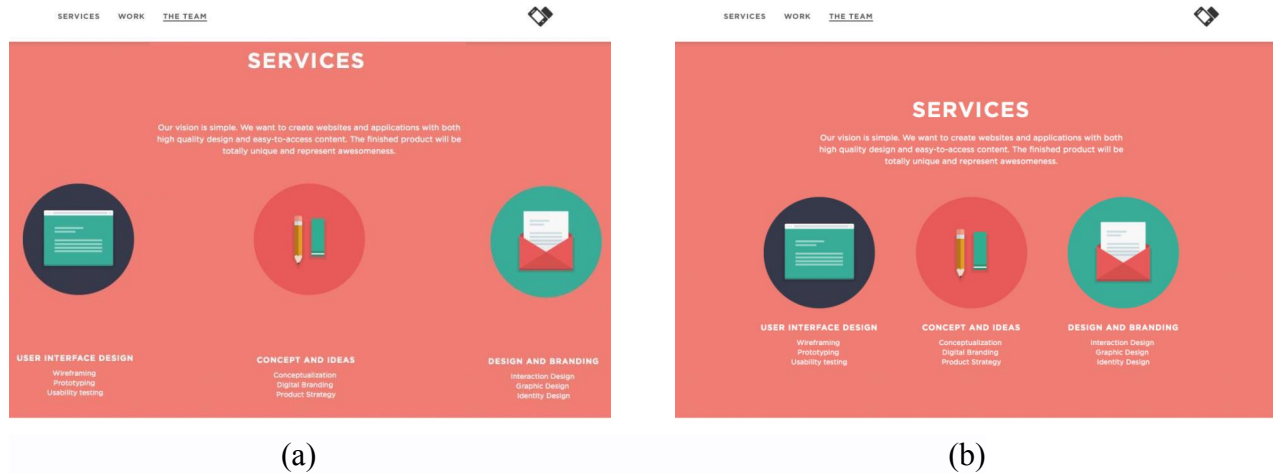 SERVICES WORK THE TEAM
SERVICES
Our vision is simple. We want to create websites and applications with both
high quality design and easy-to-access content. The finished product will be
totally unique and represent awesomeness.
USER INTERFACE DESIGN
Wireframing
Prototyping
Usability testing
CONCEPT AND IDEAS
Conceptualization
Digital Branding
Product Strategy
DESIGN AND BRANDING
Interaction Design
Graphic Design
Identity Design
(a)
SERVICES WORK THE TEAM
SERVICES
Our vision is simple. We want to create websites and applications with both
high quality design and easy-to-access content. The finished product will be
totally unique and represent awesomeness.
USER INTERFACE DESIGN
Wireframing
Prototyping
Usability testing
CONCEPT AND IDEAS
Conceptualization
Digital Branding
Product Strategy
DESIGN AND BRANDING
Interaction Design
Graphic Design
Identity Design
(b)